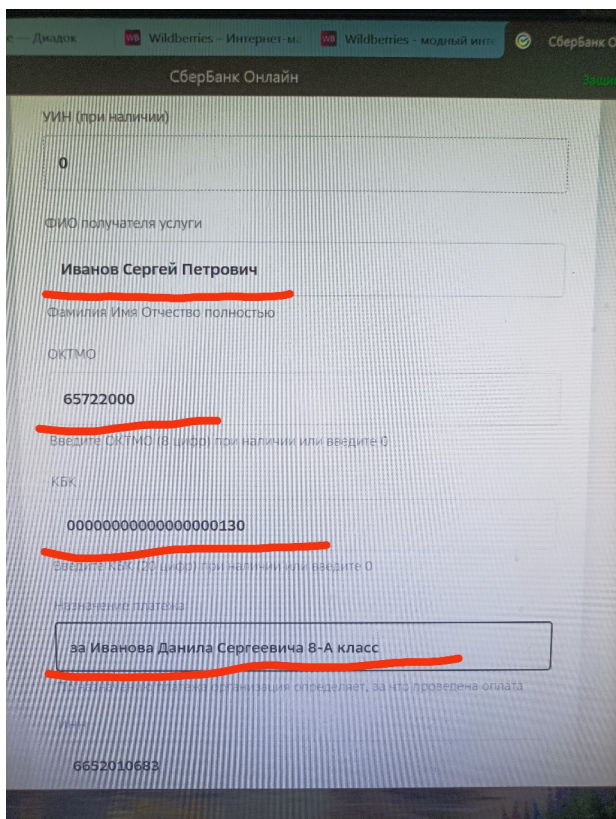 е — Диадок
Wildberries – Интернет-м
Wildberries – модный инте
СберБанк О
СберБанк Онлайн
Защи
УИН (при наличии)
0
ФИО получателя услуги
Иванов Сергей Петрович
Фамилия Имя Отчество полностью
ОКТМО
65722000
Введите ОКТМО (8 цифр) при наличии или введите 0
КБК
00000000000000000130
Введите КБК (20 цифр) при наличии или введите 0
Назначение платежа
за Иванова Данила Сергеевича 8-А класс
По назначению платежа организация определяет, за что проведена оплата
ИНН
6652010683